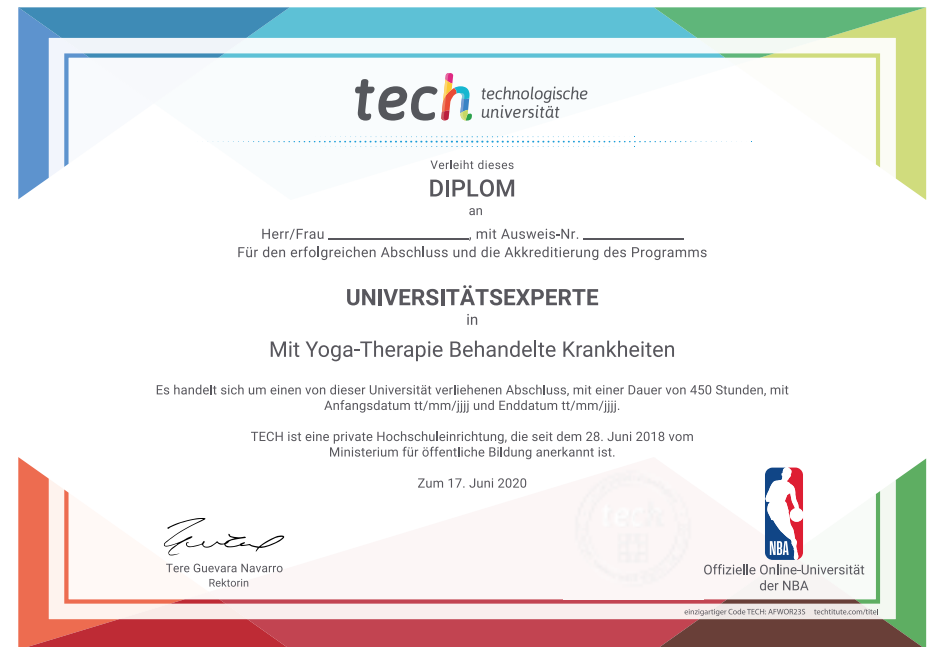 tech technologische
universität
Verleiht dieses
DIPLOM
an
Herr/Frau ____________________, mit Ausweis-Nr. ______________
Für den erfolgreichen Abschluss und die Akkreditierung des Programms
UNIVERSITÄTSEXPERTE
in
Mit Yoga-Therapie Behandelte Krankheiten
Es handelt sich um einen von dieser Universität verliehenen Abschluss, mit einer Dauer von 450 Stunden, mit
Anfangsdatum tt/mm/jjjj und Enddatum tt/mm/jjjj.
TECH ist eine private Hochschuleinrichtung, die seit dem 28. Juni 2018 vom
Ministerium für öffentliche Bildung anerkannt ist.
Zum 17. Juni 2020
tech
NBA
Tere Guevara Navarro
Rektorin
Offizielle Online-Universität
der NBA
einzigartiger Code TECH: AFWOR23S techtitute.com/titel